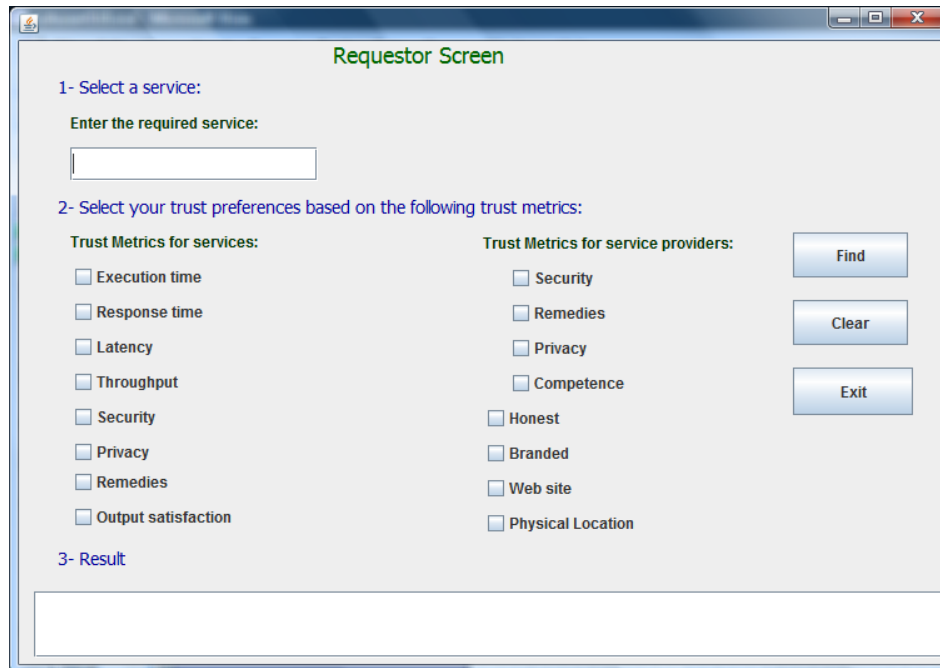 Requestor Screen
1- Select a service:
Enter the required service:
2- Select your trust preferences based on the following trust metrics:
Trust Metrics for services:
Execution time
Response time
Latency
Throughput
Security
Privacy
Remedies
Output satisfaction
Trust Metrics for service providers:
Security
Remedies
Privacy
Competence
Honest
Branded
Web site
Physical Location
Find
Clear
Exit
3- Result